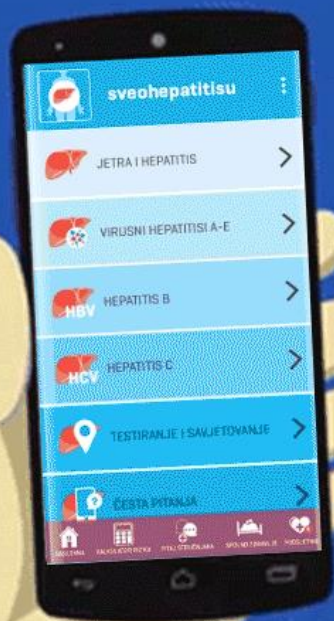 sveohepatitisu
JETRA I HEPATITIS
VIRUSNI HEPATITISI A-E
HBV HEPATITIS B
HCV HEPATITIS C
TESTIRANJE I SAVJETOVANJE
ČESTA PITANJA